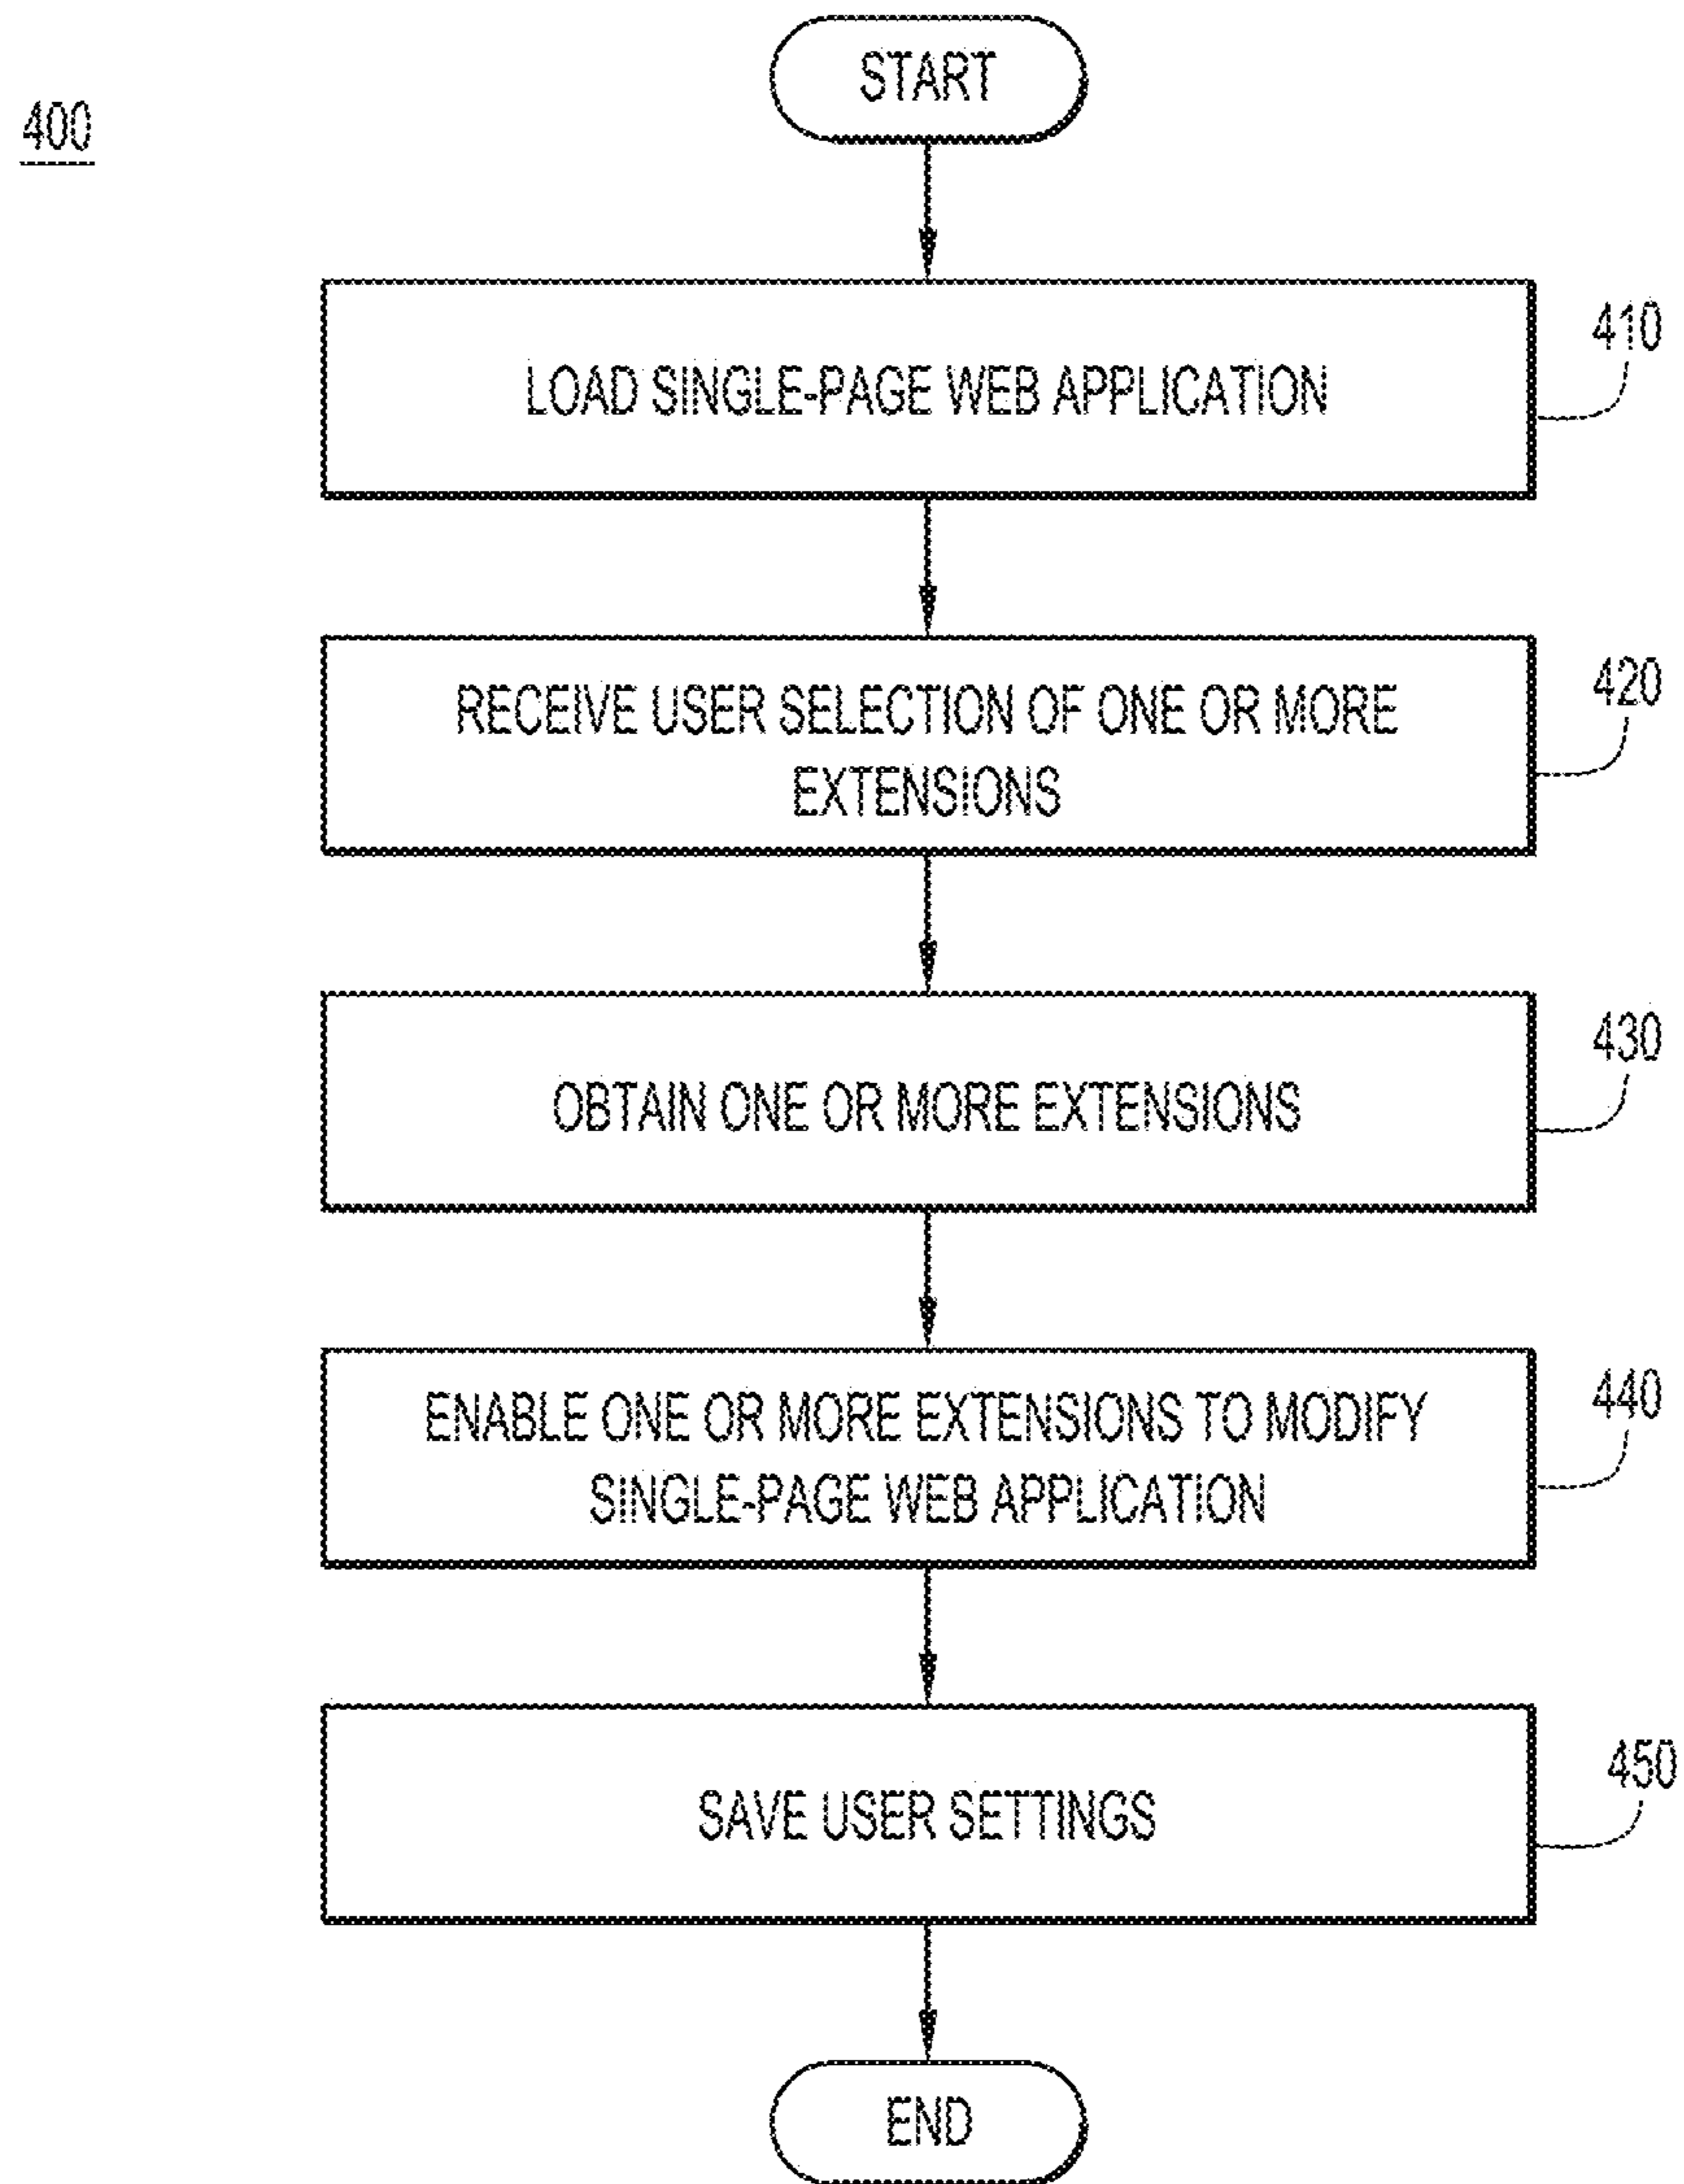 START
400
410
LOAD SINGLE-PAGE WEB APPLICATION
420
RECEIVE USER SELECTION OF ONE OR MORE
EXTENSIONS
430
OBTAIN ONE OR MORE EXTENSIONS
440
ENABLE ONE OR MORE EXTENSIONS TO MODIFY
SINGLE-PAGE WEB APPLICATION
450
SAVE USER SETTINGS
END